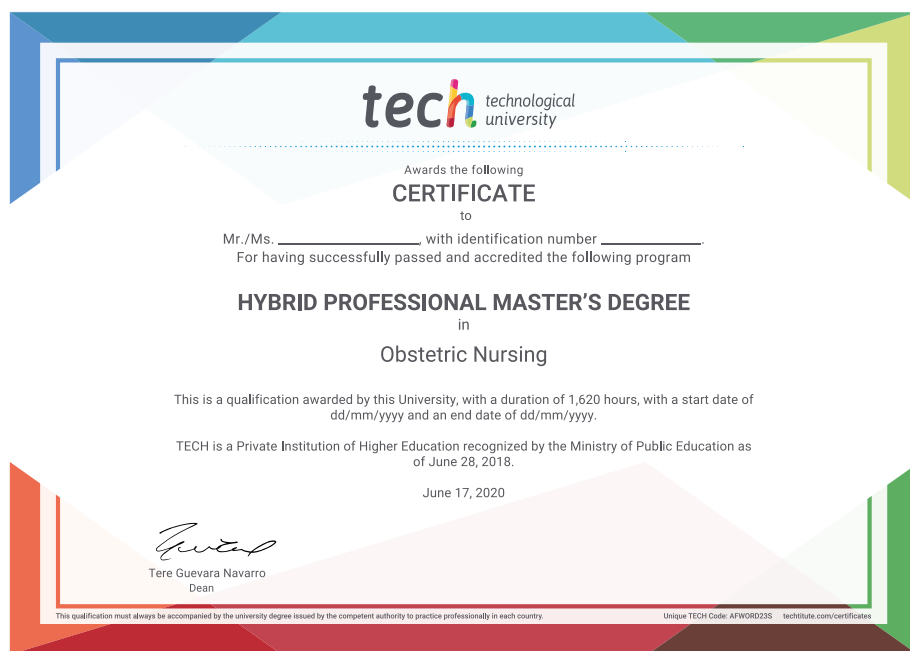 tech technological
university
Awards the following
CERTIFICATE
to
Mr./Ms. ____________________, with identification number ______________.
For having successfully passed and accredited the following program
HYBRID PROFESSIONAL MASTER'S DEGREE
in
Obstetric Nursing
This is a qualification awarded by this University, with a duration of 1,620 hours, with a start date of
dd/mm/yyyy and an end date of dd/mm/yyyy.
TECH is a Private Institution of Higher Education recognized by the Ministry of Public Education as
of June 28, 2018.
June 17, 2020
Tere Guevara Navarro
Dean
This qualification must always be accompanied by the university degree issued by the competent authority to practice professionally in each country.
Unique TECH Code: AFWORD23S techtitute.com/certificates